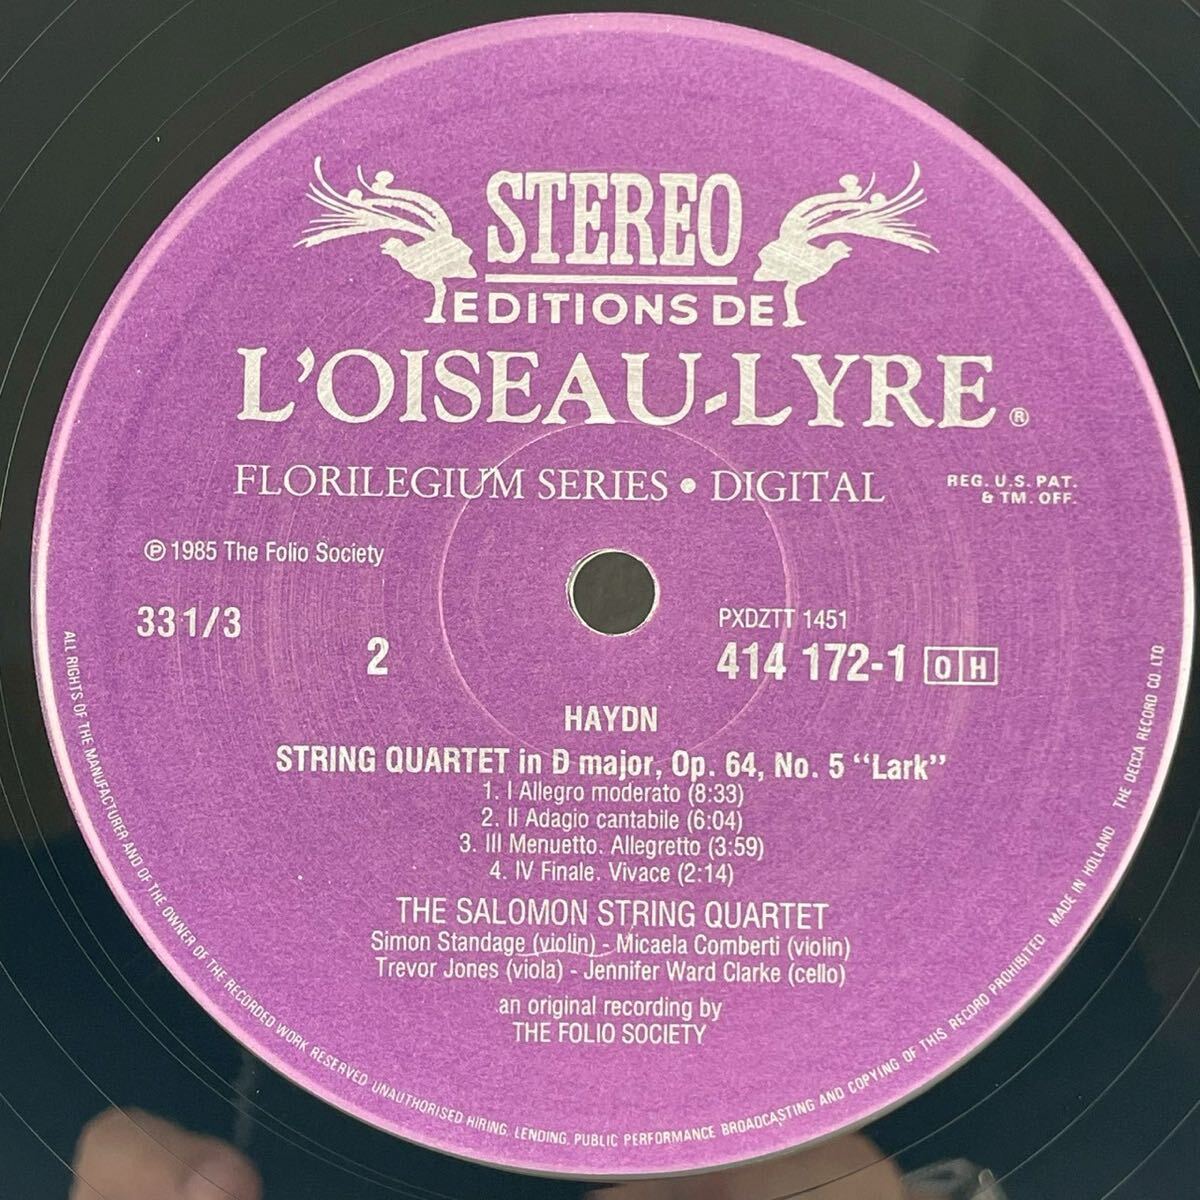 STEREO
EDITIONS DE
L'OISEAU-LYRE ®
FLORILEGIUM SERIES • DIGITAL
REG. U.S. PAT.
& TM. OFF.
℗ 1985 The Folio Society
33 1/3
2
PXDZTT 1451
414 172-1 O H
HAYDN
STRING QUARTET in D major, Op. 64, No. 5 “Lark”
1. I Allegro moderato (8:33)
2. II Adagio cantabile (6:04)
3. III Menuetto. Allegretto (3:59)
4. IV Finale. Vivace (2:14)
THE SALOMON STRING QUARTET
Simon Standage (violin) - Micaela Comberti (violin)
Trevor Jones (viola) - Jennifer Ward Clarke (cello)
an original recording by
THE FOLIO SOCIETY
ALL RIGHTS OF THE MANUFACTURER AND OF THE OWNER OF THE RECORDED WORK RESERVED UNAUTHORISED HIRING, LENDING, PUBLIC PERFORMANCE BROADCASTING AND COPYING OF THIS RECORD PROHIBITED MADE IN HOLLAND THE DECCA RECORD CO. LTD